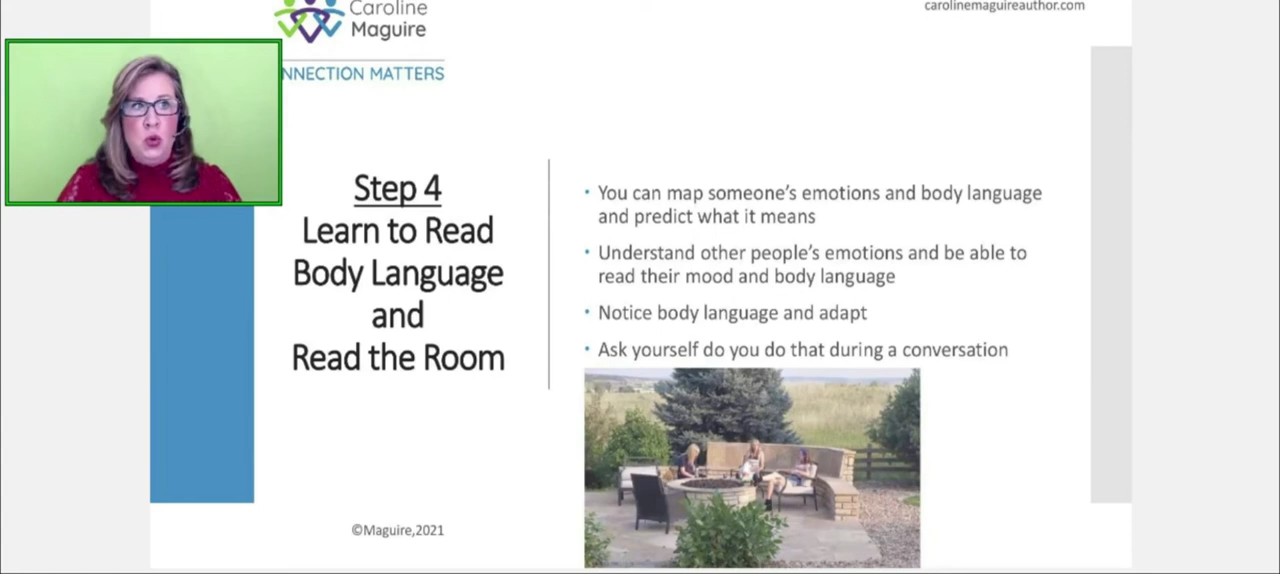 Caroline
Maguire
carolinemaguireauthor.com
NNECTION MATTERS
Step 4
Learn to Read
Body Language
and
Read the Room
• You can map someone's emotions and body language
and predict what it means
• Understand other people's emotions and be able to
read their mood and body language
• Notice body language and adapt
• Ask yourself do you do that during a conversation
©Maguire,2021